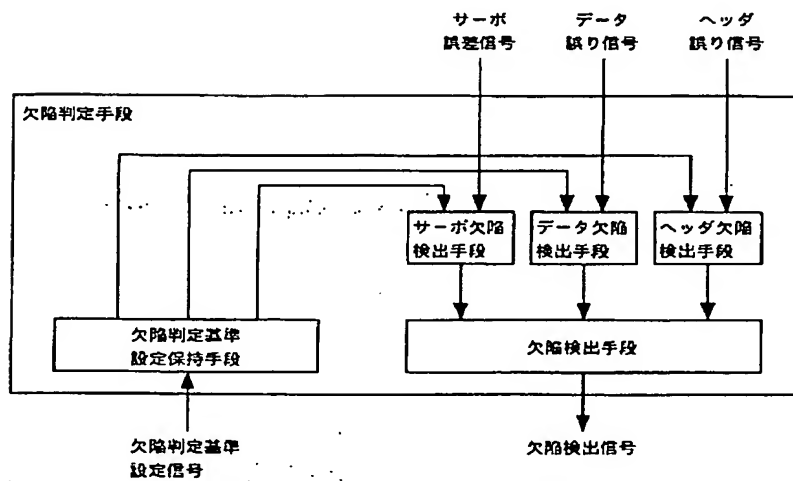 サーボ
誤差信号
データ
誤り信号
ヘッダ
誤り信号
欠陥判定手段
サーボ欠陥
検出手段
データ欠陥
検出手段
ヘッダ欠陥
検出手段
欠陥判定基準
設定保持手段
欠陥検出手段
欠陥判定基準
設定信号
欠陥検出信号